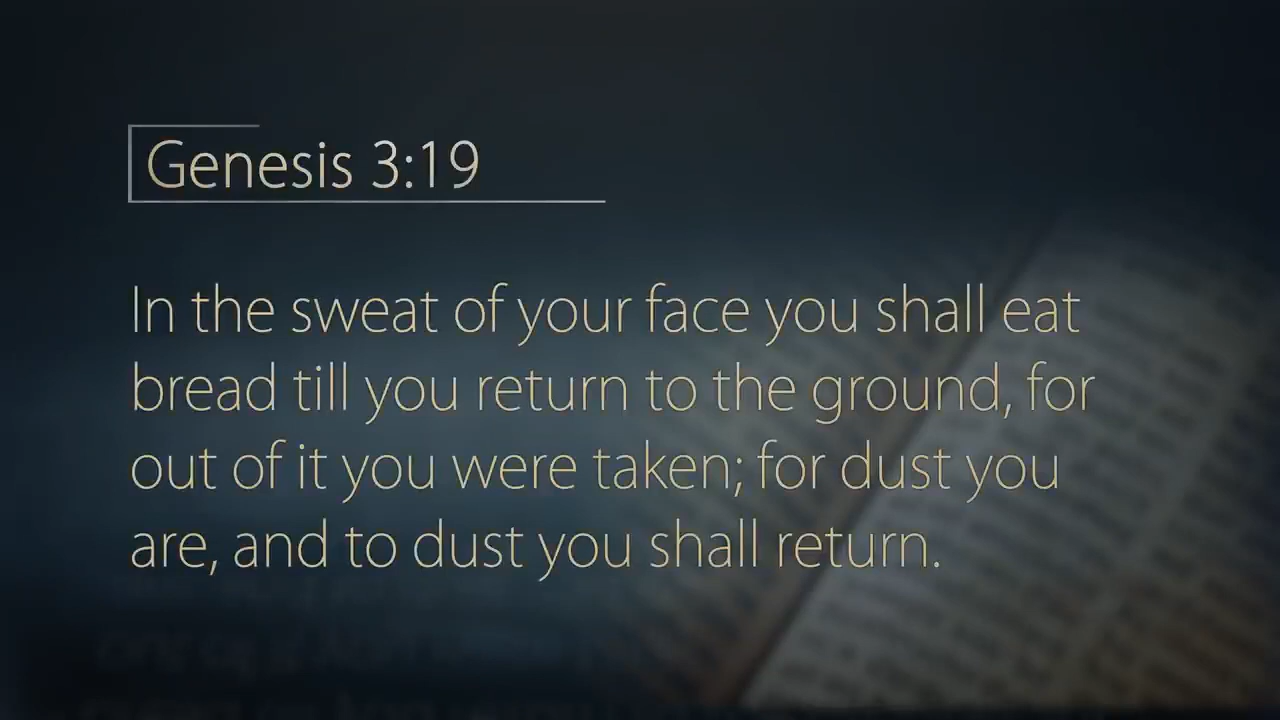 Genesis 3:19
In the sweat of your face you shall eat
bread till you return to the ground, for
out of it you were taken; for dust you
are, and to dust you shall return.